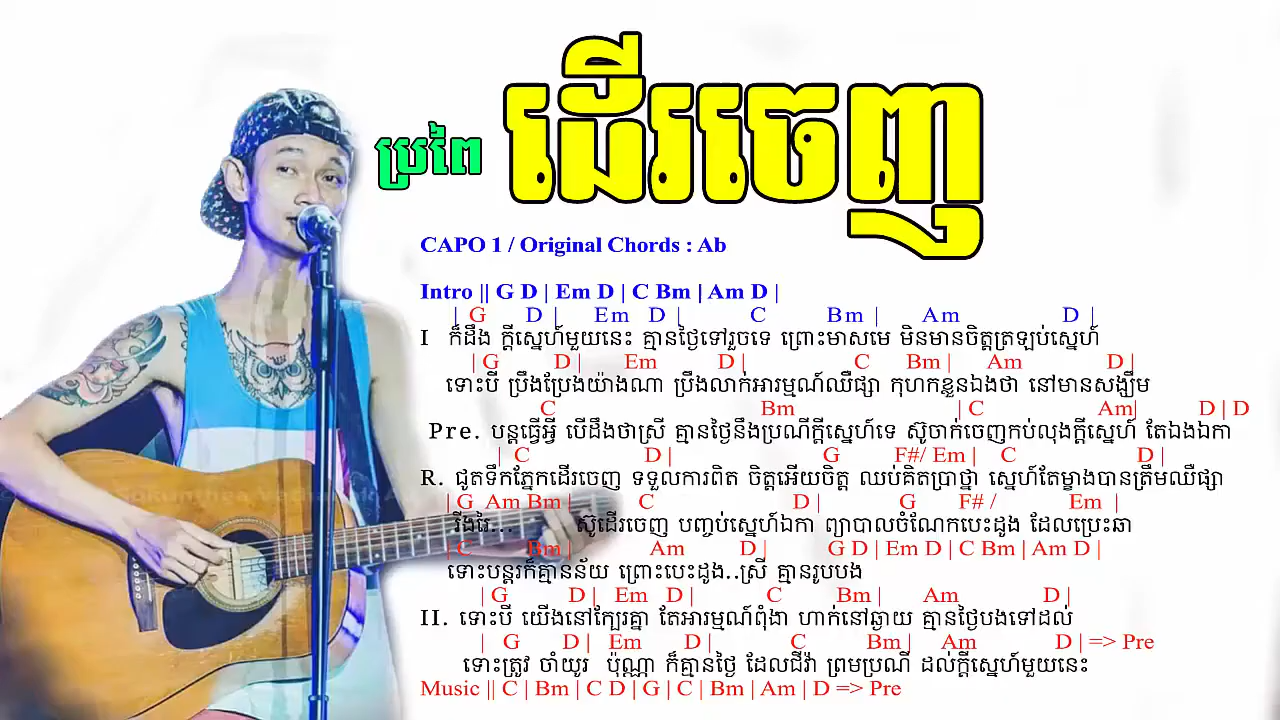 ប្រពៃ ដើរចេញ
CAPO 1 / Original Chords : Ab
Intro || G D | Em D | C Bm | Am D |
| G D | Em D | C Bm | Am D |
I ក៏ដឹង ក្ដីស្នេហ៍មួយនេះ គ្មានថ្ងៃទៅរួចទេ ព្រោះមាសមេ មិនមានចិត្តត្រឡប់ស្នេហ៍
| G D | Em D | C Bm | Am D |
ទោះបី ប្រឹងប្រែងយ៉ាងណា ប្រឹងលាក់អារម្មណ៍ឈឺផ្សា កុហកខ្លួនឯងថា នៅមានសង្ឃឹម
C Bm | C Am| D | D
Pre. បន្តធ្វើអ្វី បើដឹងថាស្រី គ្មានថ្ងៃនឹងប្រណីក្ដីស្នេហ៍ទេ ស៊ូចាក់ចេញកប់លុងក្ដីស្នេហ៍ តែឯងឯកា
| C D | G F#/ Em | C D |
R. ជូតទឹកភ្នែកដើរចេញ ទទួលការពិត ចិត្តអើយចិត្ត ឈប់គិតប្រាថ្នា ស្នេហ៍តែម្ខាងបានត្រឹមឈឺផ្សា
| G Am Bm | C D | G F# / Em |
រីងរៃ... ស៊ូដើរចេញ បញ្ចប់ស្នេហ៍ឯកា ព្យាបាលចំណែកបេះដូង ដែលប្រេះឆា
| C Bm | Am D | G D | Em D | C Bm | Am D |
ទោះបន្តរក៏គ្មានន័យ ព្រោះបេះដូង..ស្រី គ្មានរូបបង
| G D | Em D | C Bm | Am D |
II. ទោះបី យើងនៅក្បែរគ្នា តែអារម្មណ៍ពុំងា ហាក់នៅឆ្ងាយ គ្មានថ្ងៃបងទៅដល់
| G D | Em D | C Bm | Am D | => Pre
ទោះត្រូវ ចាំយូរ ប៉ុណ្ណា ក៏គ្មានថ្ងៃ ដែលជីវ៉ា ព្រមប្រណី ដល់ក្ដីស្នេហ៍មួយនេះ
Music || C | Bm | C D | G | C | Bm | Am | D => Pre